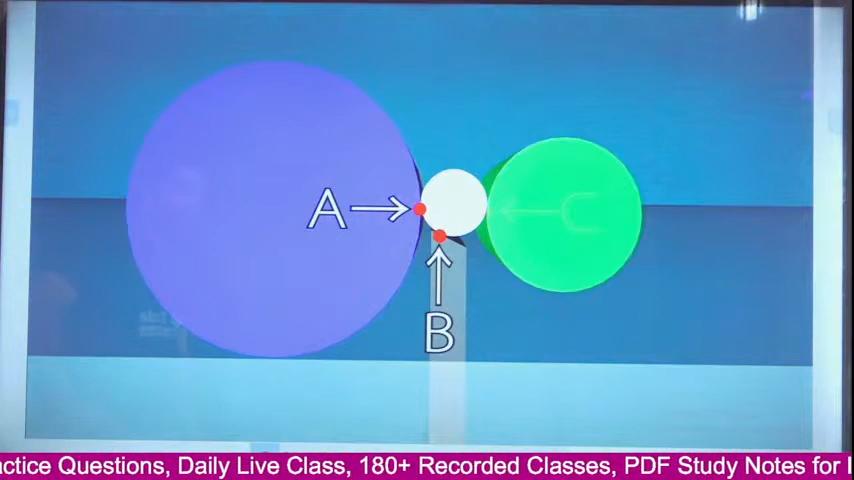 A
C
B
actice Questions, Daily Live Class, 180+ Recorded Classes, PDF Study Notes for I